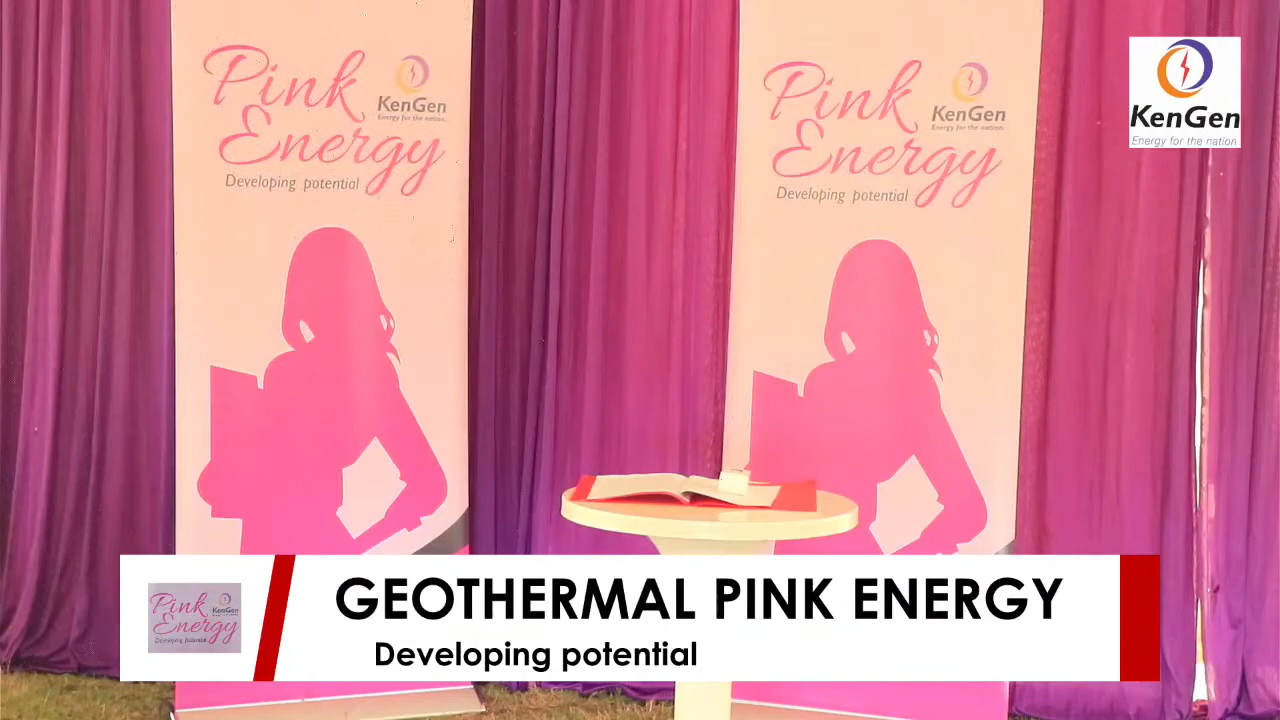 Pink
Energy
KenGen
Energy for the nation.
Developing potential
Pink
Energy
KenGen
Energy for the nation.
Developing potential
KenGen
Energy for the nation
Pink
Energy
KenGen
Developing potential
GEOTHERMAL PINK ENERGY
Developing potential